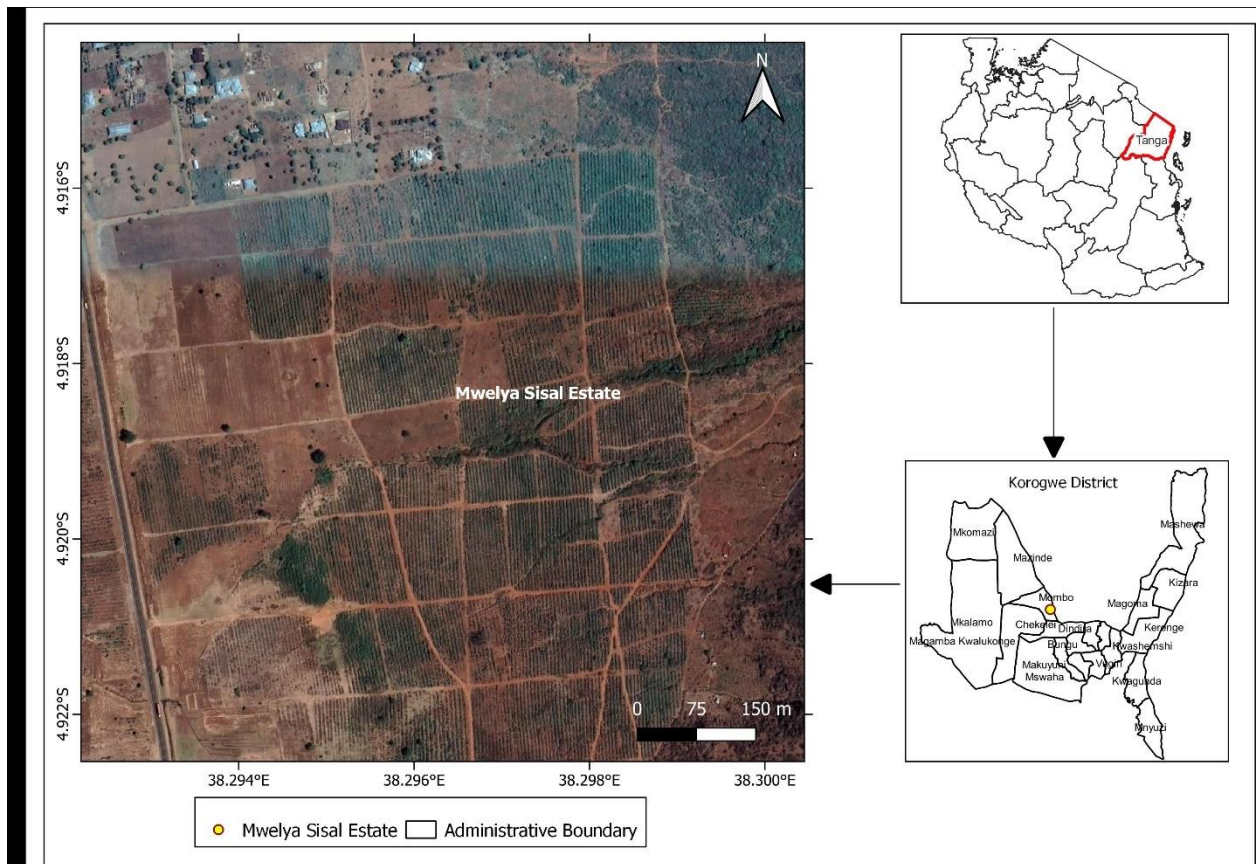 N
Mwelya Sisal Estate
4.916°S
4.918°S
4.920°S
4.922°S
0 75 150 m
38.294°E 38.296°E 38.298°E 38.300°E
Tanga
Korogwe District
Mkomazi
Mashewa
Mazinde
Kizara
Mombo
Magoma
Mkalamo
Chekelei
Dindira
Kerenge
Magamba Kwalukonge
Bungu
Kwashemshi
Makuyuni
Vugiri
Mswaha
Kwagunda
Mnyuzi
Mwelya Sisal Estate Administrative Boundary